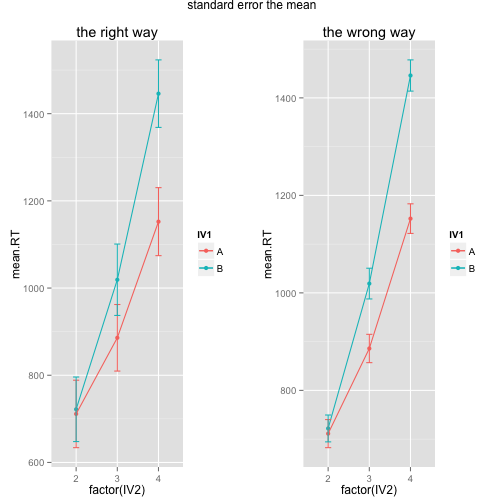 standard error the mean
the right way
mean.RT
1400
1200
1000
800
600
2 3 4
factor(IV2)
IV1
A
B
the wrong way
mean.RT
1400
1200
1000
800
2 3 4
factor(IV2)
IV1
A
B